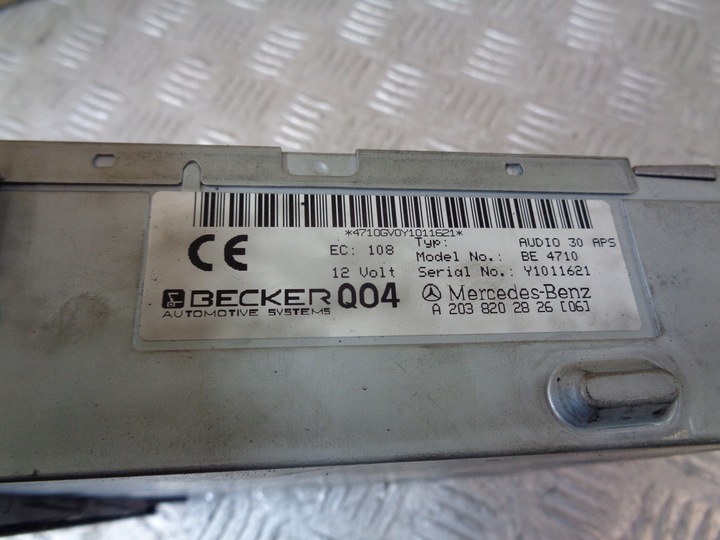 *4710GV0Y1011621*
CE
EC: 108
12 Volt
Typ: AUDIO 30 APS
Model No.: BE 4710
Serial No.: Y1011621
BECKER Q04
AUTOMOTIVE SYSTEMS
Mercedes-Benz
A 203 820 28 26 [06]